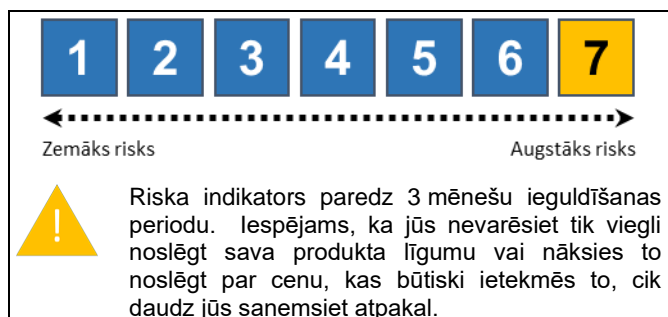 1 2 3 4 5 6 7
Zemāks risks Augstāks risks
!
Riska indikators paredz 3 mēnešu ieguldīšanas
periodu. Iespējams, ka jūs nevarēsiet tik viegli
noslēgt sava produkta līgumu vai nāksies to
noslēgt par cenu, kas būtiski ietekmēs to, cik
daudz jūs saņemsiet atpakaļ.